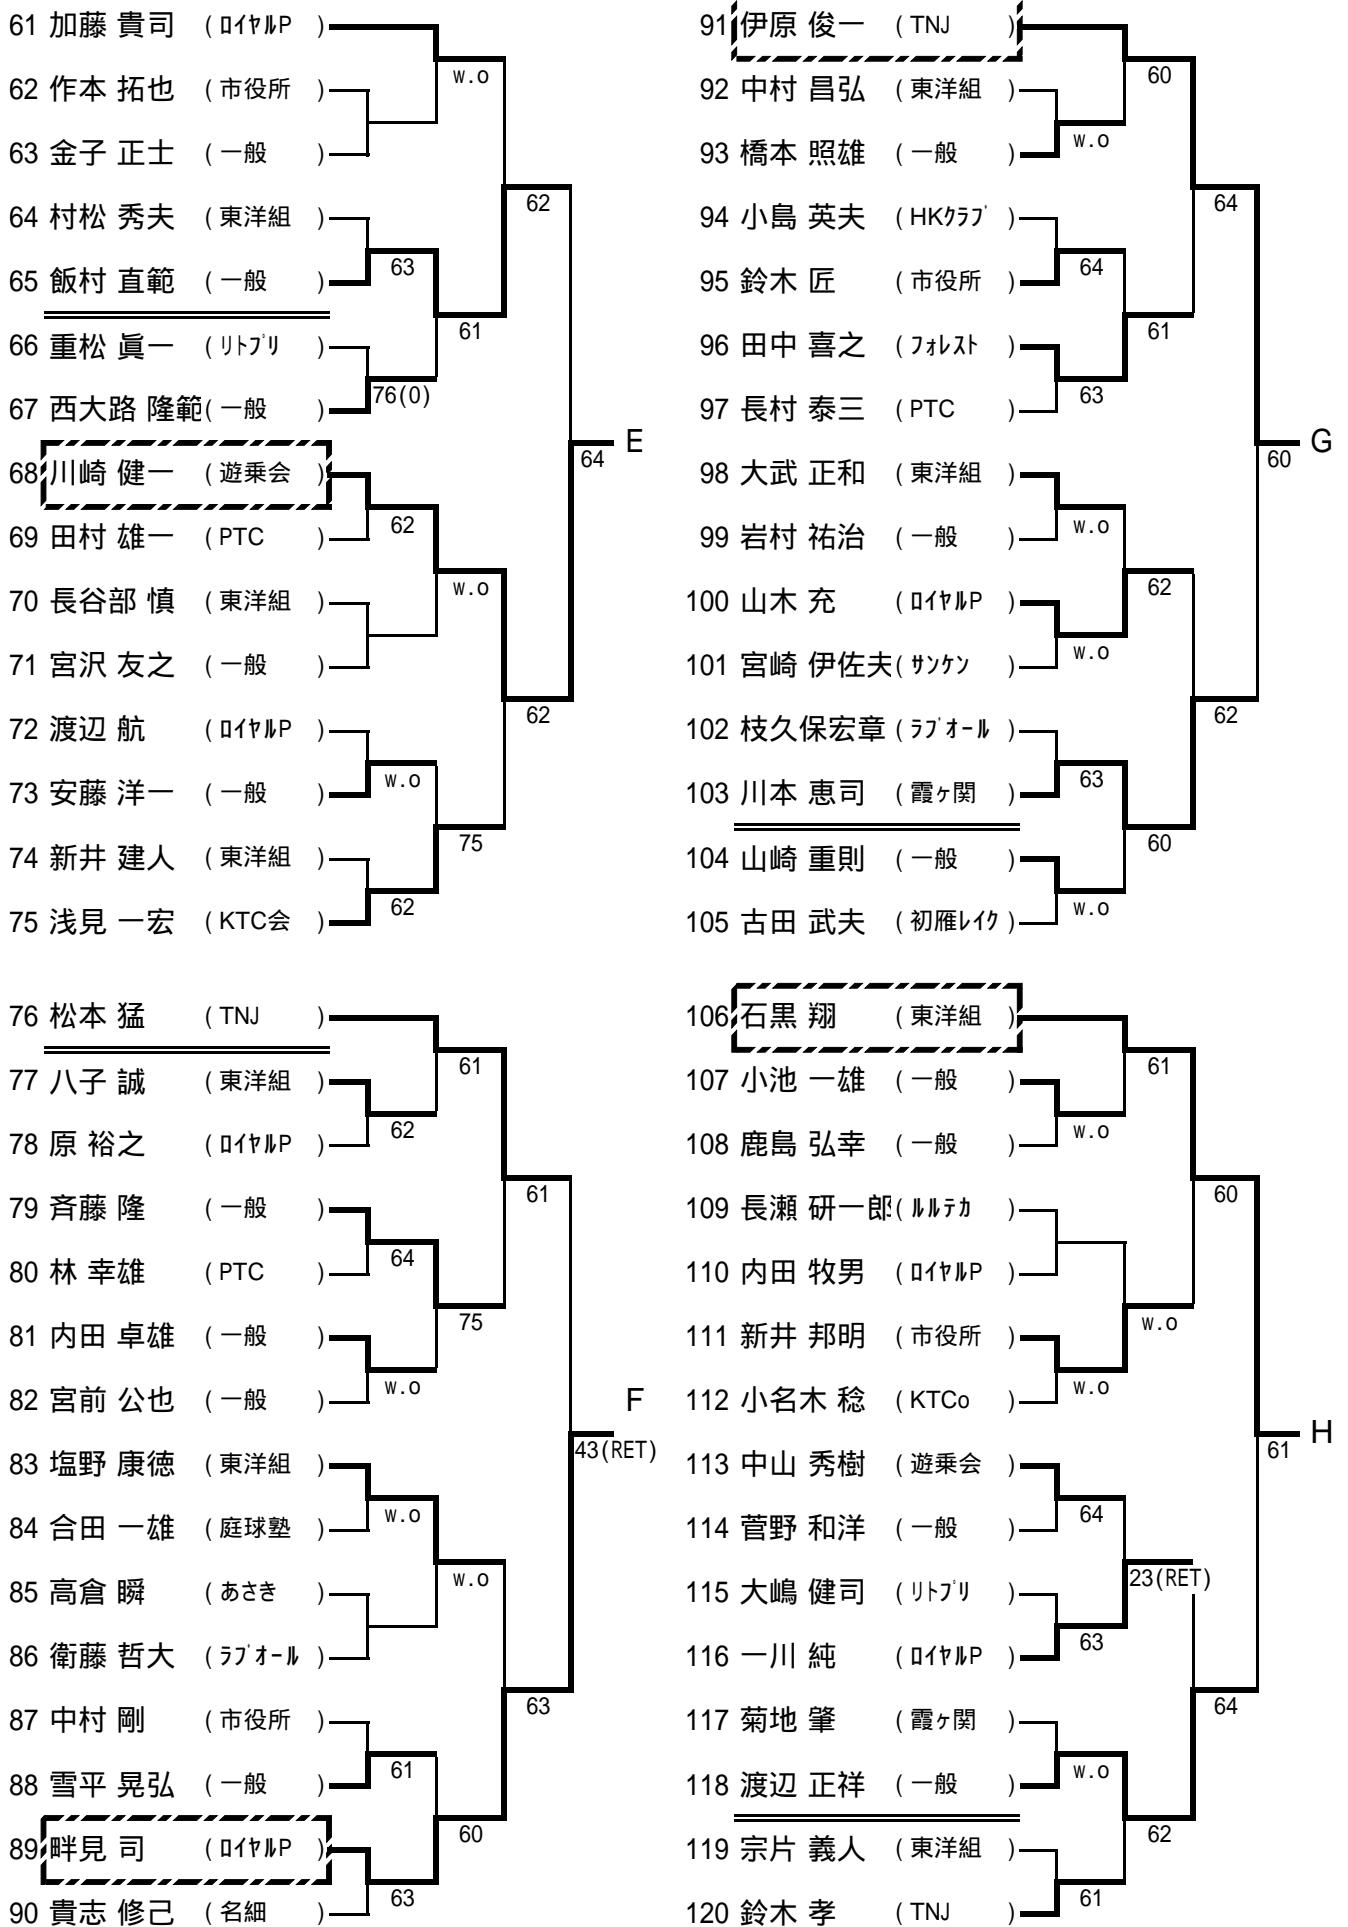 61 加藤 貴司 (ﾛｲﾔﾙP)
w.o
62 作本 拓也 (市役所)
63 金子 正士 (一般)
62
64 村松 秀夫 (東洋組)
63
65 飯村 直範 (一般)
61
66 重松 眞一 (ﾘﾄﾌﾟﾘ)
76(0)
67 西大路 隆範(一般)
64 E
68 川崎 健一 (遊乗会)
62
69 田村 雄一 (PTC)
w.o
70 長谷部 慎 (東洋組)
71 宮沢 友之 (一般)
62
72 渡辺 航 (ﾛｲﾔﾙP)
w.o
73 安藤 洋一 (一般)
75
74 新井 建人 (東洋組)
62
75 浅見 一宏 (KTC会)
76 松本 猛 (TNJ)
61
77 八子 誠 (東洋組)
62
78 原 裕之 (ﾛｲﾔﾙP)
61
79 斉藤 隆 (一般)
64
80 林 幸雄 (PTC)
75
81 内田 卓雄 (一般)
w.o
82 宮前 公也 (一般)
F
43(RET)
83 塩野 康徳 (東洋組)
w.o
84 合田 一雄 (庭球塾)
w.o
85 高倉 瞬 (あさき)
86 衛藤 哲大 (ﾗﾌﾞｵｰﾙ)
63
87 中村 剛 (市役所)
61
88 雪平 晃弘 (一般)
60
89 畔見 司 (ﾛｲﾔﾙP)
63
90 貴志 修己 (名細)
91 伊原 俊一 (TNJ)
60
92 中村 昌弘 (東洋組)
w.o
93 橋本 照雄 (一般)
64
94 小島 英夫 (HKｸﾗﾌﾞ)
64
95 鈴木 匠 (市役所)
61
96 田中 喜之 (ﾌｫﾚｽﾄ)
63
97 長村 泰三 (PTC)
60 G
98 大武 正和 (東洋組)
w.o
99 岩村 祐治 (一般)
62
100 山木 充 (ﾛｲﾔﾙP)
w.o
101 宮崎 伊佐夫(ｻﾝｹﾝ)
62
102 枝久保宏章 (ﾗﾌﾞｵｰﾙ)
63
103 川本 恵司 (霞ヶ関)
60
104 山崎 重則 (一般)
w.o
105 古田 武夫 (初雁ﾚｲｸ)
106 石黒 翔 (東洋組)
61
107 小池 一雄 (一般)
w.o
108 鹿島 弘幸 (一般)
60
109 長瀬 研一郎(ﾙﾙﾃｶ)
110 内田 牧男 (ﾛｲﾔﾙP)
w.o
111 新井 邦明 (市役所)
w.o
112 小名木 稔 (KTCo)
61 H
113 中山 秀樹 (遊乗会)
64
114 菅野 和洋 (一般)
23(RET)
115 大嶋 健司 (ﾘﾄﾌﾟﾘ)
63
116 一川 純 (ﾛｲﾔﾙP)
64
117 菊地 肇 (霞ヶ関)
w.o
118 渡辺 正祥 (一般)
62
119 宗片 義人 (東洋組)
61
120 鈴木 孝 (TNJ)